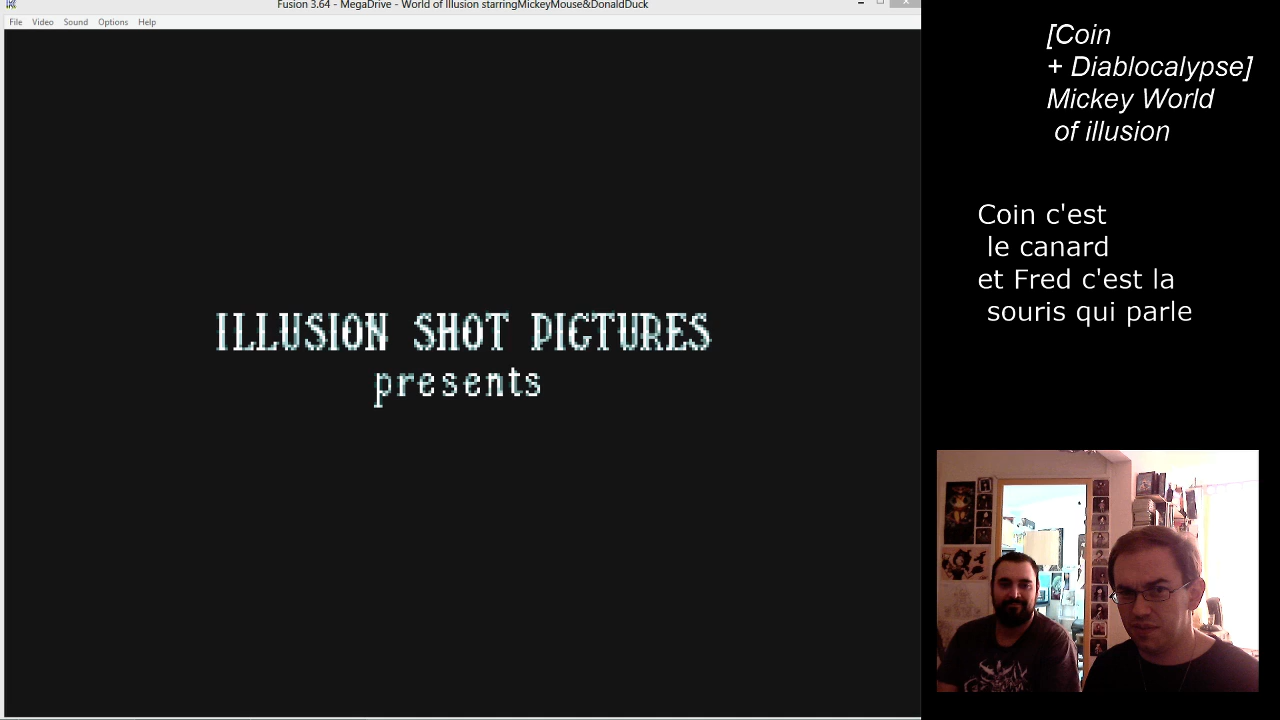 Fusion 3.64 - MegaDrive - World of Illusion starringMickeyMouse&DonaldDuck
File Video Sound Options Help
ILLUSION SHOT PICTURES
presents
[Coin
+ Diablocalypse]
Mickey World
of illusion
Coin c'est
le canard
et Fred c'est la
souris qui parle